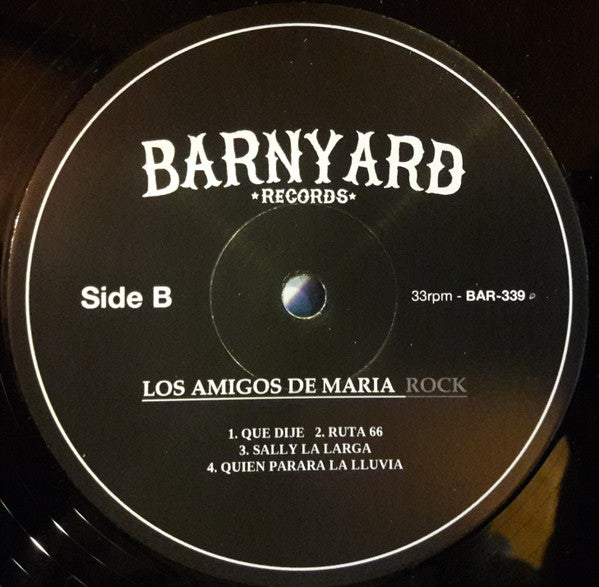 BARNYARD
★RECORDS★
Side B
33rpm - BAR-339 ℗
LOS AMIGOS DE MARIA ROCK
1. QUE DIJE 2. RUTA 66
3. SALLY LA LARGA
4. QUIEN PARARA LA LLUVIA